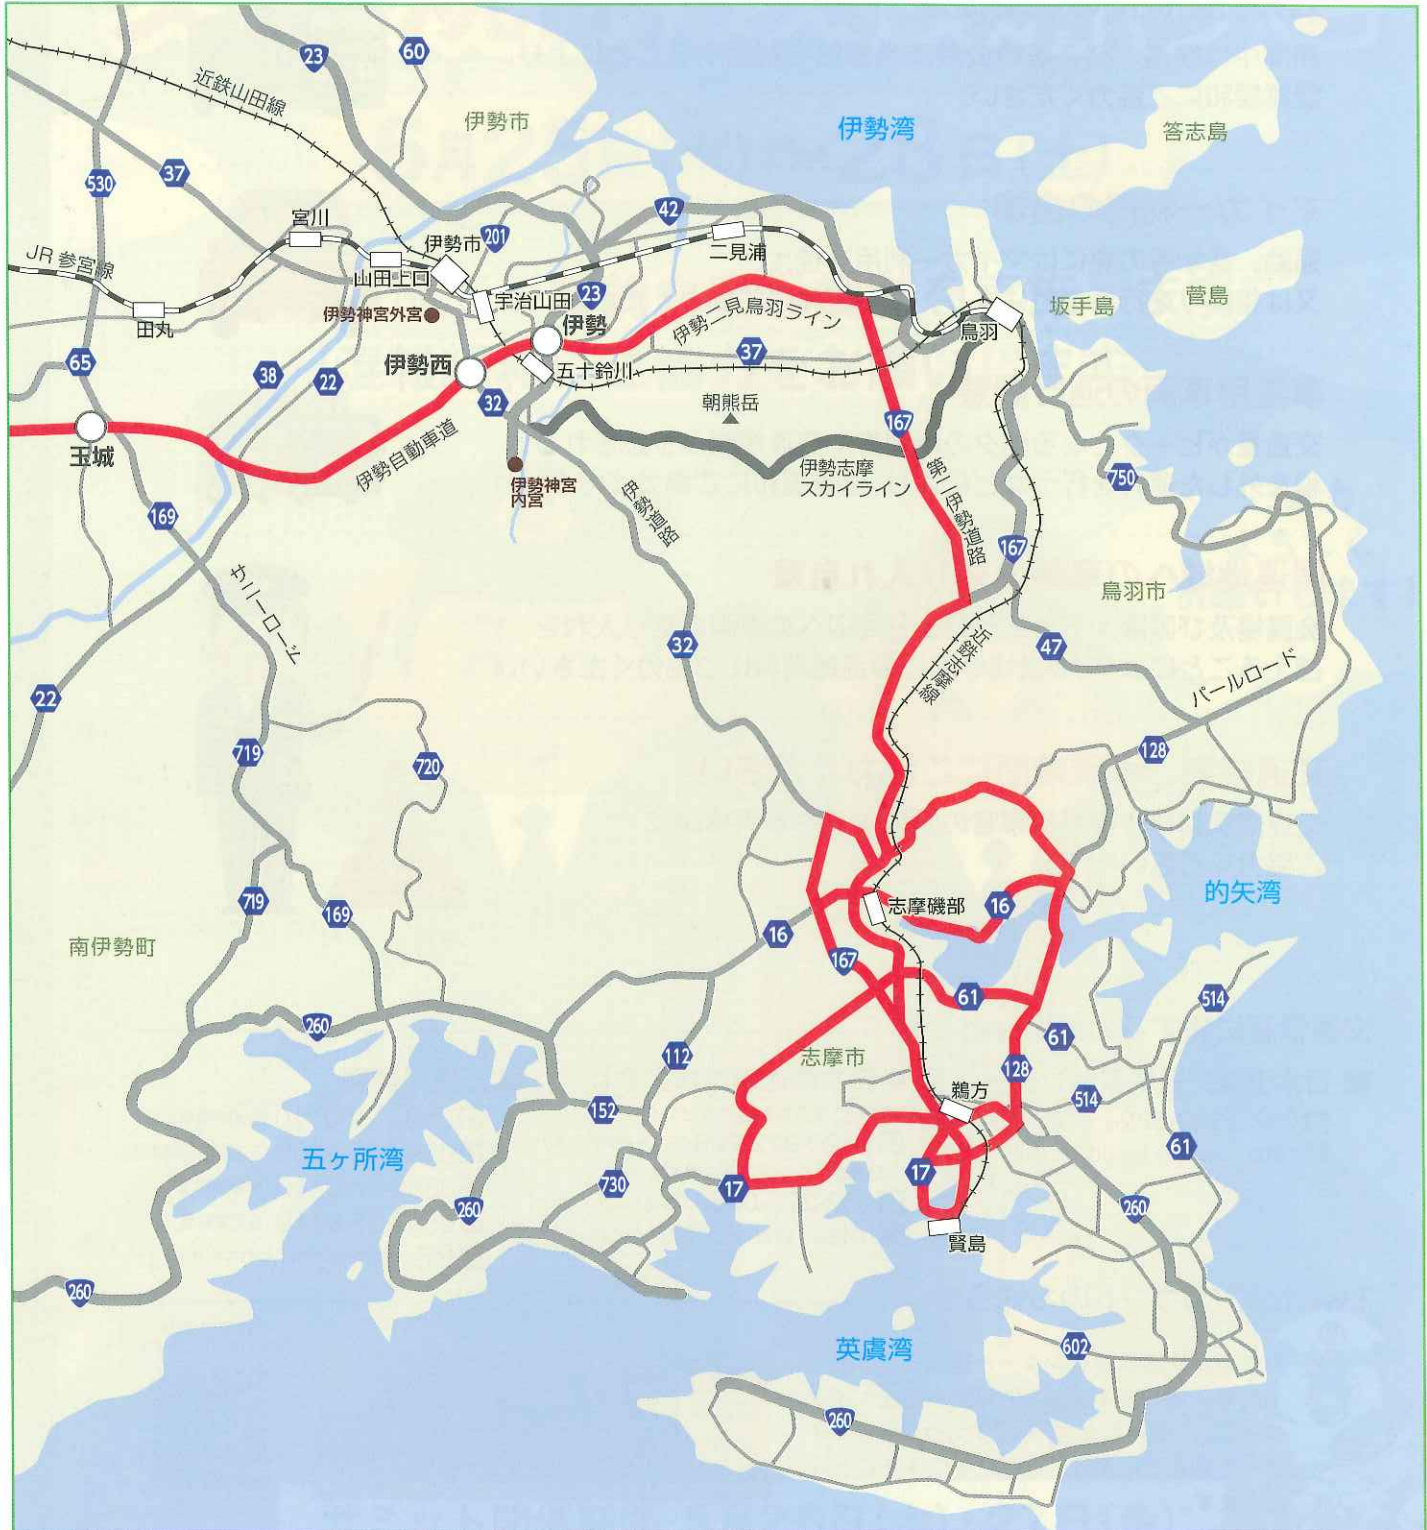 23
60
近鉄山田線
伊勢市
伊勢湾
答志島
530
37
42
宮川
201
伊勢市
二見浦
JR参宮線
山田上口
23
宇治山田
伊勢神宮外宮
田丸
伊勢
伊勢二見鳥羽ライン
坂手島
菅島
鳥羽
65
38
22
伊勢西
五十鈴川
37
32
朝熊岳
167
玉城
伊勢自動車道
伊勢神宮
内宮
伊勢志摩
スカイライン
第二伊勢道路
750
169
伊勢道路
167
サニーロード
鳥羽市
32
近鉄志摩線
47
パールロード
22
719
720
128
719
169
志摩磯部
16
的矢湾
南伊勢町
16
167
61
514
260
61
志摩市
112
128
鵜方
514
152
五ヶ所湾
61
730
17
17
260
260
賢島
260
英虞湾
602
260